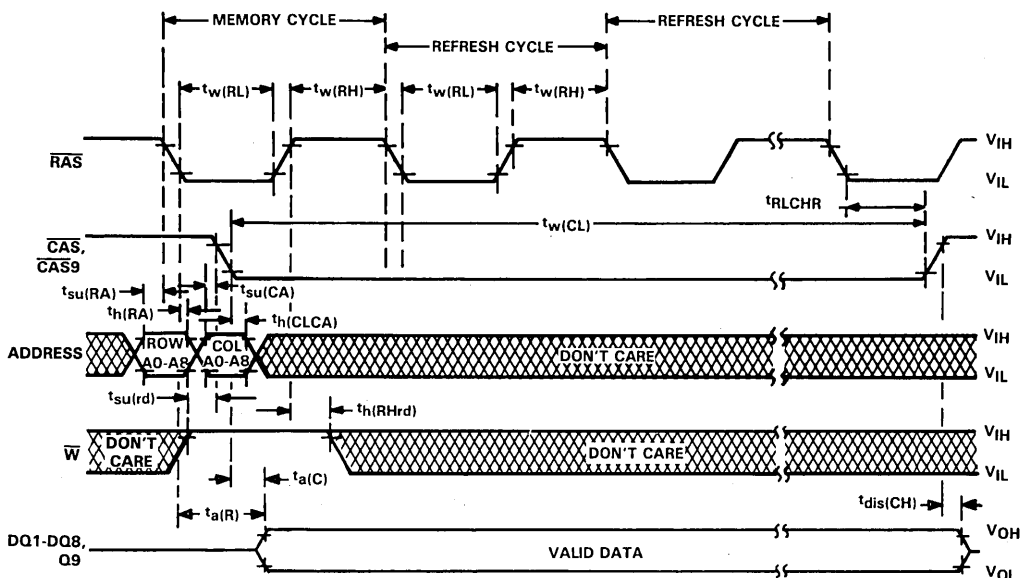 MEMORY CYCLE
REFRESH CYCLE
REFRESH CYCLE
tw(RL)
tw(RH)
tw(RL)
tw(RH)
RAS
VIH
VIL
tRLCHR
tw(CL)
CAS,
CAS9
VIH
VIL
tsu(RA)
tsu(CA)
th(RA)
th(CLCA)
ADDRESS
ROW
A0-A8
COL
A0-A8
DON'T CARE
VIH
VIL
tsu(rd)
th(RHrd)
W
DON'T
CARE
DON'T CARE
VIH
VIL
ta(C)
ta(R)
tdis(CH)
DQ1-DQ8,
Q9
VALID DATA
VOH
VOL